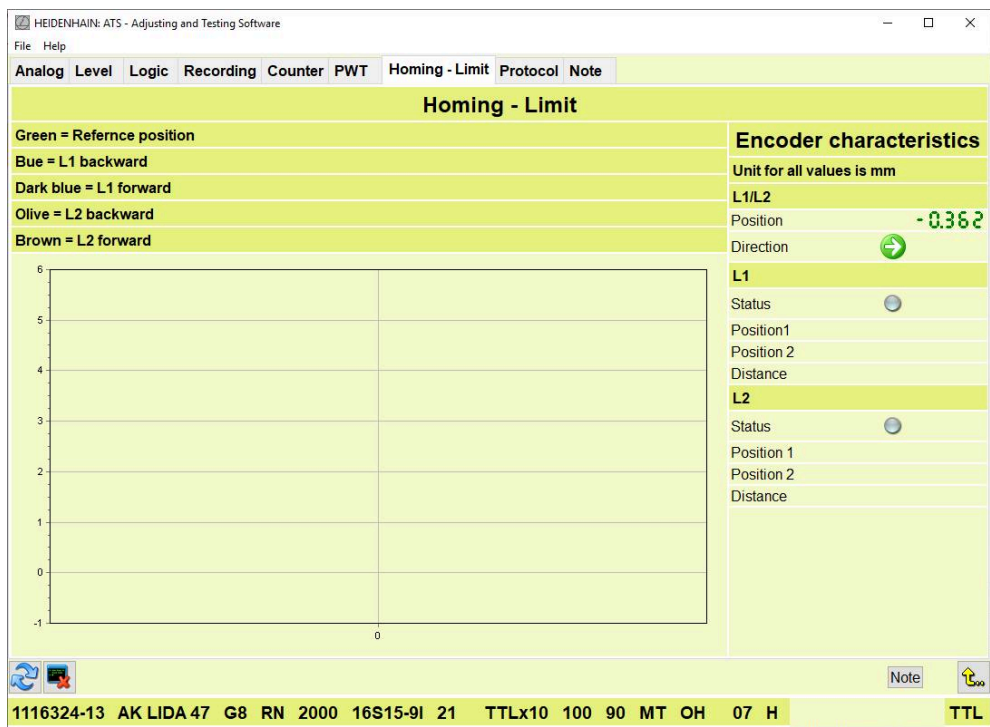 HEIDENHAIN: ATS - Adjusting and Testing Software
File Help
Analog Level Logic Recording Counter PWT Homing - Limit Protocol Note
Homing - Limit
Green = Refernce position
Bue = L1 backward
Dark blue = L1 forward
Olive = L2 backward
Brown = L2 forward
6
5
4
3
2
1
0
-1
0
Encoder characteristics
Unit for all values is mm
L1/L2
Position -0.362
Direction
L1
Status
Position1
Position 2
Distance
L2
Status
Position 1
Position 2
Distance
Note
1116324-13 AK LIDA 47 G8 RN 2000 16S15-9I 21 TTLx10 100 90 MT OH 07 H TTL